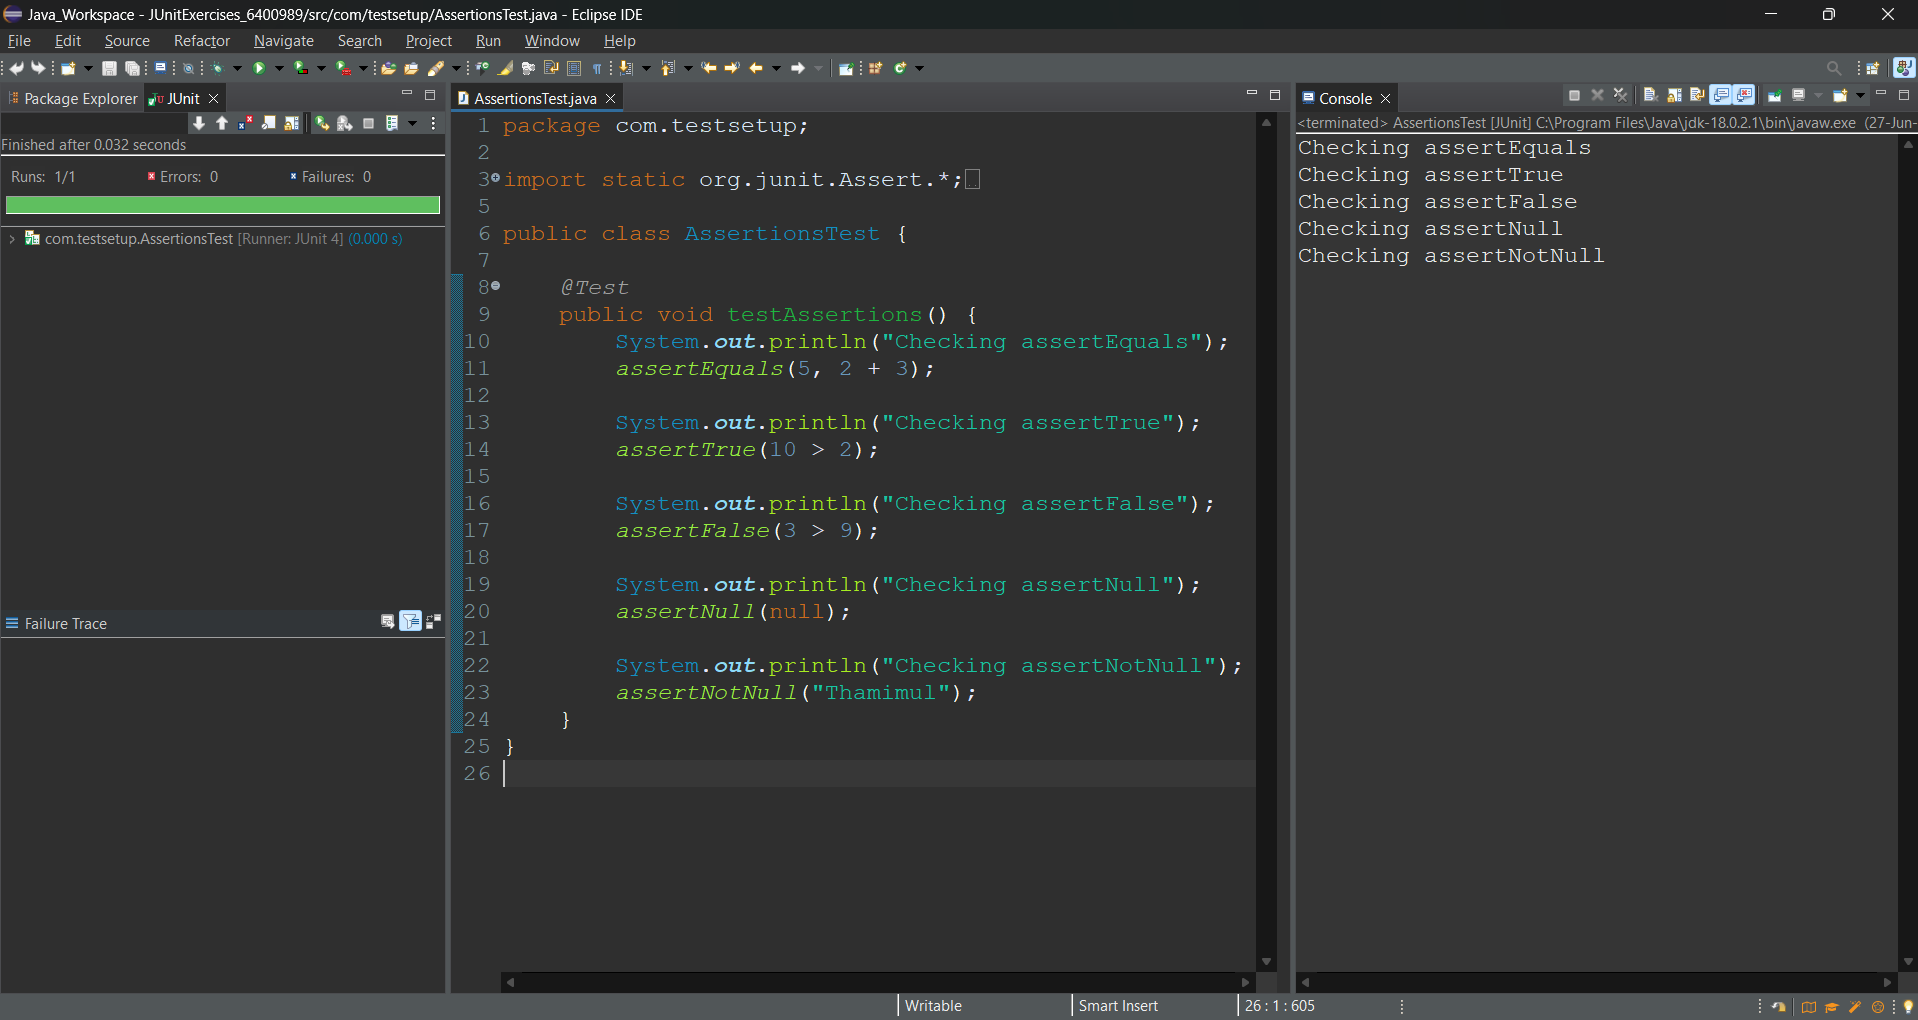 Java_Workspace - JUnitExercises_6400989/src/com/testsetup/AssertionsTest.java - Eclipse IDE
File Edit Source Refactor Navigate Search Project Run Window Help
Package Explorer JUnit
Finished after 0.032 seconds
Runs: 1/1 Errors: 0 Failures: 0
com.testsetup.AssertionsTest [Runner: JUnit 4] (0.000 s)
Failure Trace
AssertionsTest.java
1 package com.testsetup;
2
3 import static org.junit.Assert.*;
5
6 public class AssertionsTest {
7
8 @Test
9 public void testAssertions() {
10 System.out.println("Checking assertEquals");
11 assertEquals(5, 2 + 3);
12
13 System.out.println("Checking assertTrue");
14 assertTrue(10 > 2);
15
16 System.out.println("Checking assertFalse");
17 assertFalse(3 > 9);
18
19 System.out.println("Checking assertNull");
20 assertNull(null);
21
22 System.out.println("Checking assertNotNull");
23 assertNotNull("Thamimul");
24 }
25 }
26
Console
<terminated> AssertionsTest [JUnit] C:\Program Files\Java\jdk-18.0.2.1\bin\javaw.exe (27-Jun-
Checking assertEquals
Checking assertTrue
Checking assertFalse
Checking assertNull
Checking assertNotNull
Writable Smart Insert 26 : 1 : 605